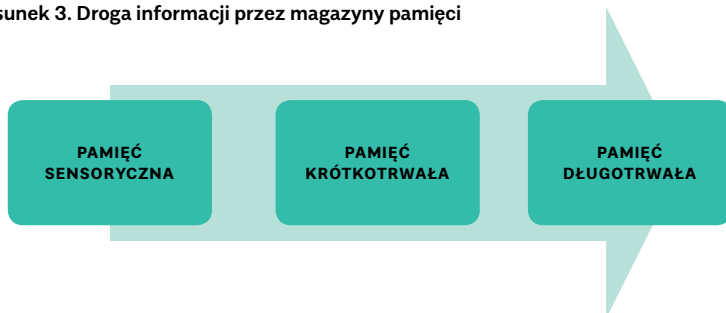 sunek 3. Droga informacji przez magazyny pamięci
PAMIĘĆ
SENSORYCZNA
PAMIĘĆ
KRÓTKOTRWAŁA
PAMIĘĆ
DŁUGOTRWAŁA